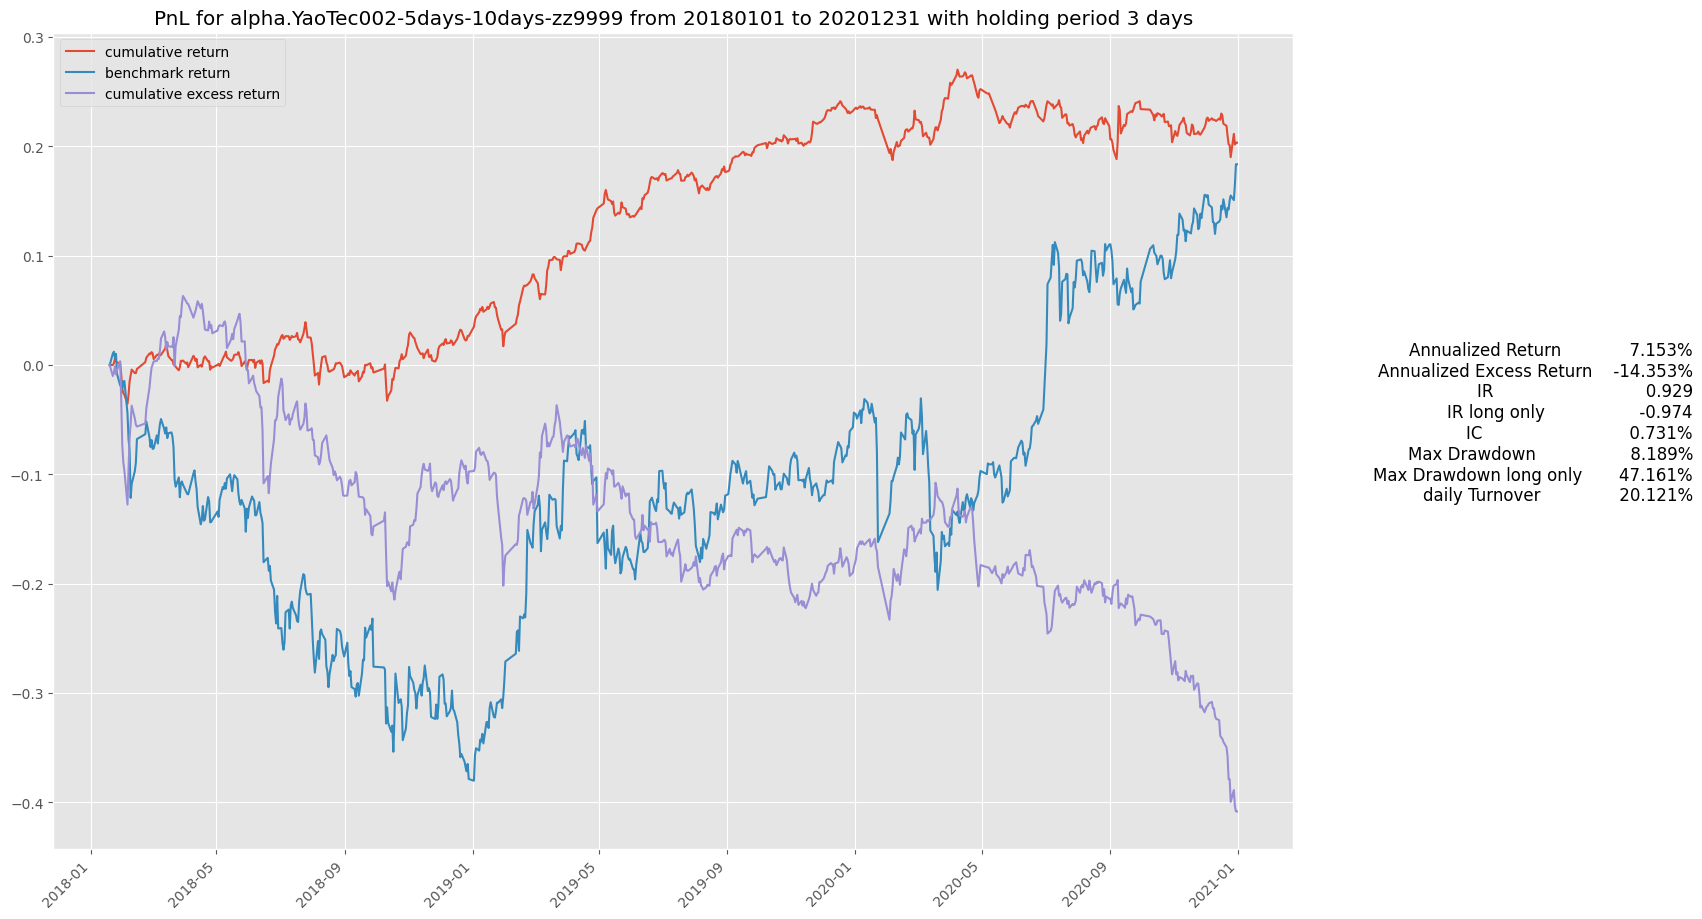 PnL for alpha.YaoTec002-5days-10days-zz9999 from 20180101 to 20201231 with holding period 3 days
cumulative return
benchmark return
cumulative excess return
0.3
0.2
0.1
0.0
−0.1
−0.2
−0.3
−0.4
2018-01
2018-05
2018-09
2019-01
2019-05
2019-09
2020-01
2020-05
2020-09
2021-01
Annualized Return 7.153%
Annualized Excess Return -14.353%
IR 0.929
IR long only -0.974
IC 0.731%
Max Drawdown 8.189%
Max Drawdown long only 47.161%
daily Turnover 20.121%